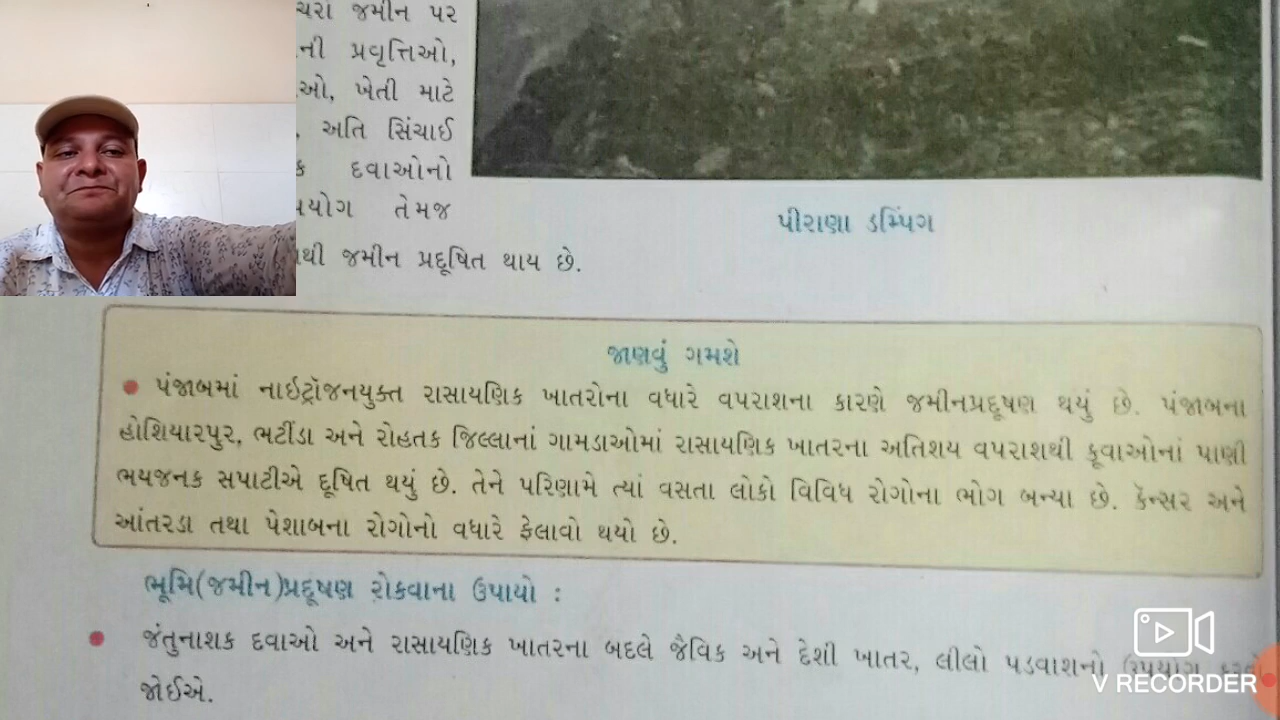 જમીન પર
પ્રવૃત્તિઓ,
ખેતી માટે
અતિ સિંચાઈ
દવાઓનો
તેમજ
જમીન પ્રદૂષિત થાય છે.
પીરાણા ડમ્પિંગ
જાણવું ગમશે
• પંજાબમાં નાઈટ્રૉજનયુક્ત રાસાયણિક ખાતરોના વધારે વપરાશના કારણે જમીનપ્રદૂષણ થયું છે. પંજાબના
હોશિયારપુર, ભટીંડા અને રોહતક જિલ્લાનાં ગામડાઓમાં રાસાયણિક ખાતરના અતિશય વપરાશથી કૂવાઓનાં પાણી
ભયજનક સપાટીએ દૂષિત થયું છે. તેને પરિણામે ત્યાં વસતા લોકો વિવિધ રોગોના ભોગ બન્યા છે. કૅન્સર અને
આંતરડા તથા પેશાબના રોગોનો વધારે ફેલાવો થયો છે.
ભૂમિ(જમીન)પ્રદૂષણ રોકવાના ઉપાયો :
• જંતુનાશક દવાઓ અને રાસાયણિક ખાતરના બદલે જૈવિક અને દેશી ખાતર, લીલો પડવાશનો
જોઈએ.
V RECORDER